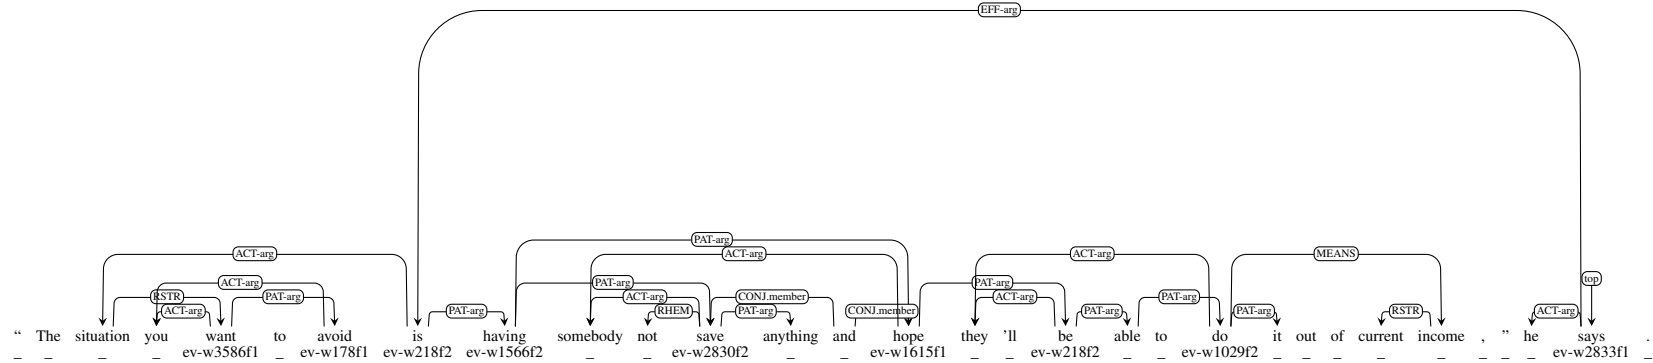 EFF-arg
PAT-arg
ACT-arg ACT-arg ACT-arg MEANS
ACT-arg PAT-arg PAT-arg top
RSTR PAT-arg ACT-arg CONJ.member ACT-arg PAT-arg
ACT-arg PAT-arg RHEM PAT-arg CONJ.member PAT-arg PAT-arg RSTR ACT-arg
“ The situation you want to avoid is having somebody not save anything and hope they 'll be able to do it out of current income , ” he says .
_ _ _ _ ev-w3586f1 _ ev-w178f1 ev-w218f2 ev-w1566f2 _ _ ev-w2830f2 _ _ ev-w1615f1 _ _ ev-w218f2 _ _ ev-w1029f2 _ _ _ _ _ _ _ _ ev-w2833f1 _